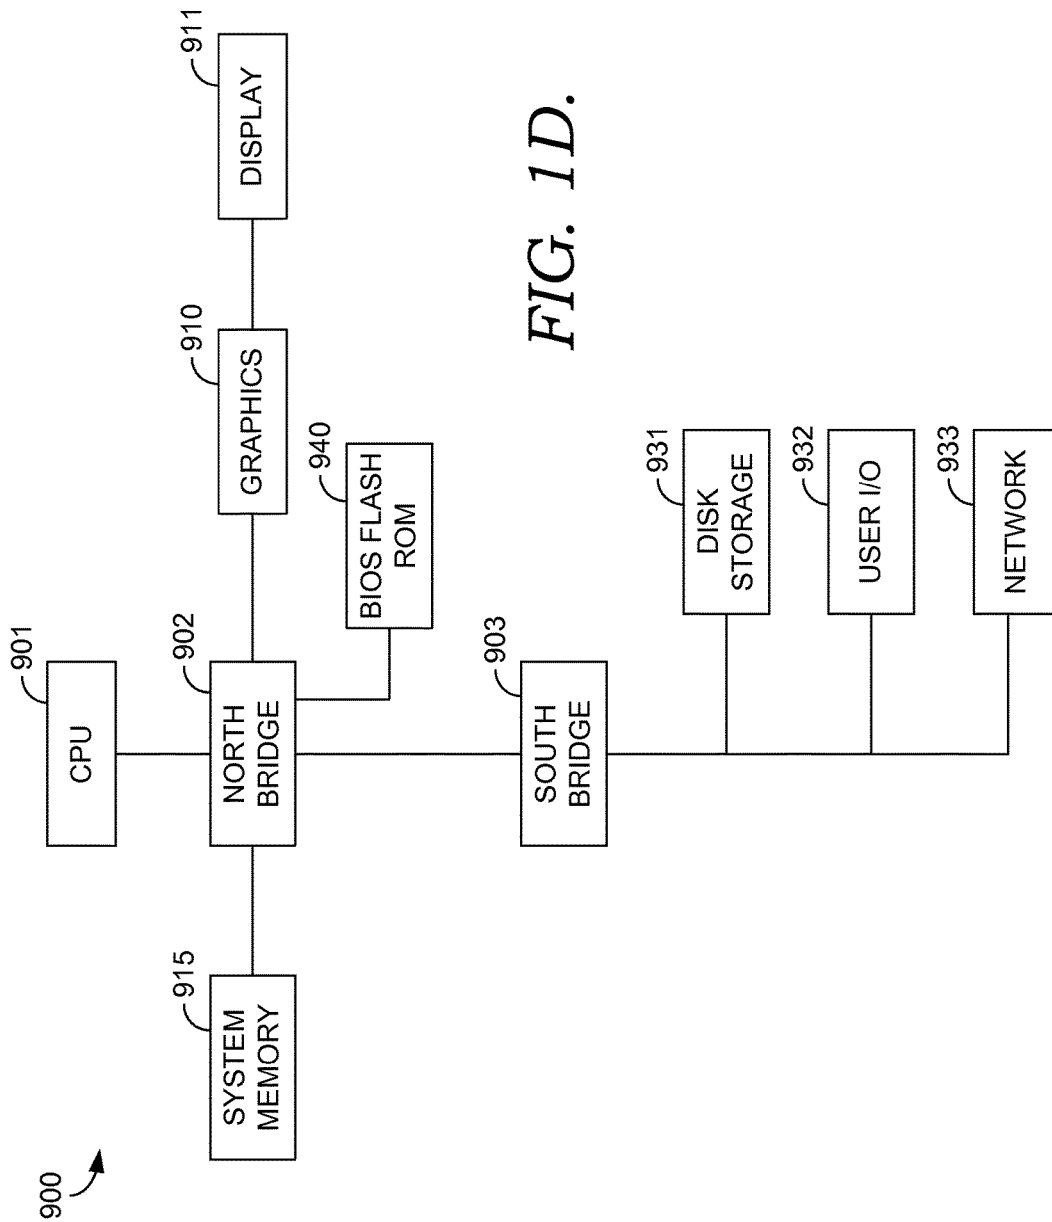 900
901
CPU
915
SYSTEM
MEMORY
902
NORTH
BRIDGE
910
GRAPHICS
911
DISPLAY
940
BIOS FLASH
ROM
903
SOUTH
BRIDGE
931
DISK
STORAGE
932
USER I/O
933
NETWORK
FIG. 1D.